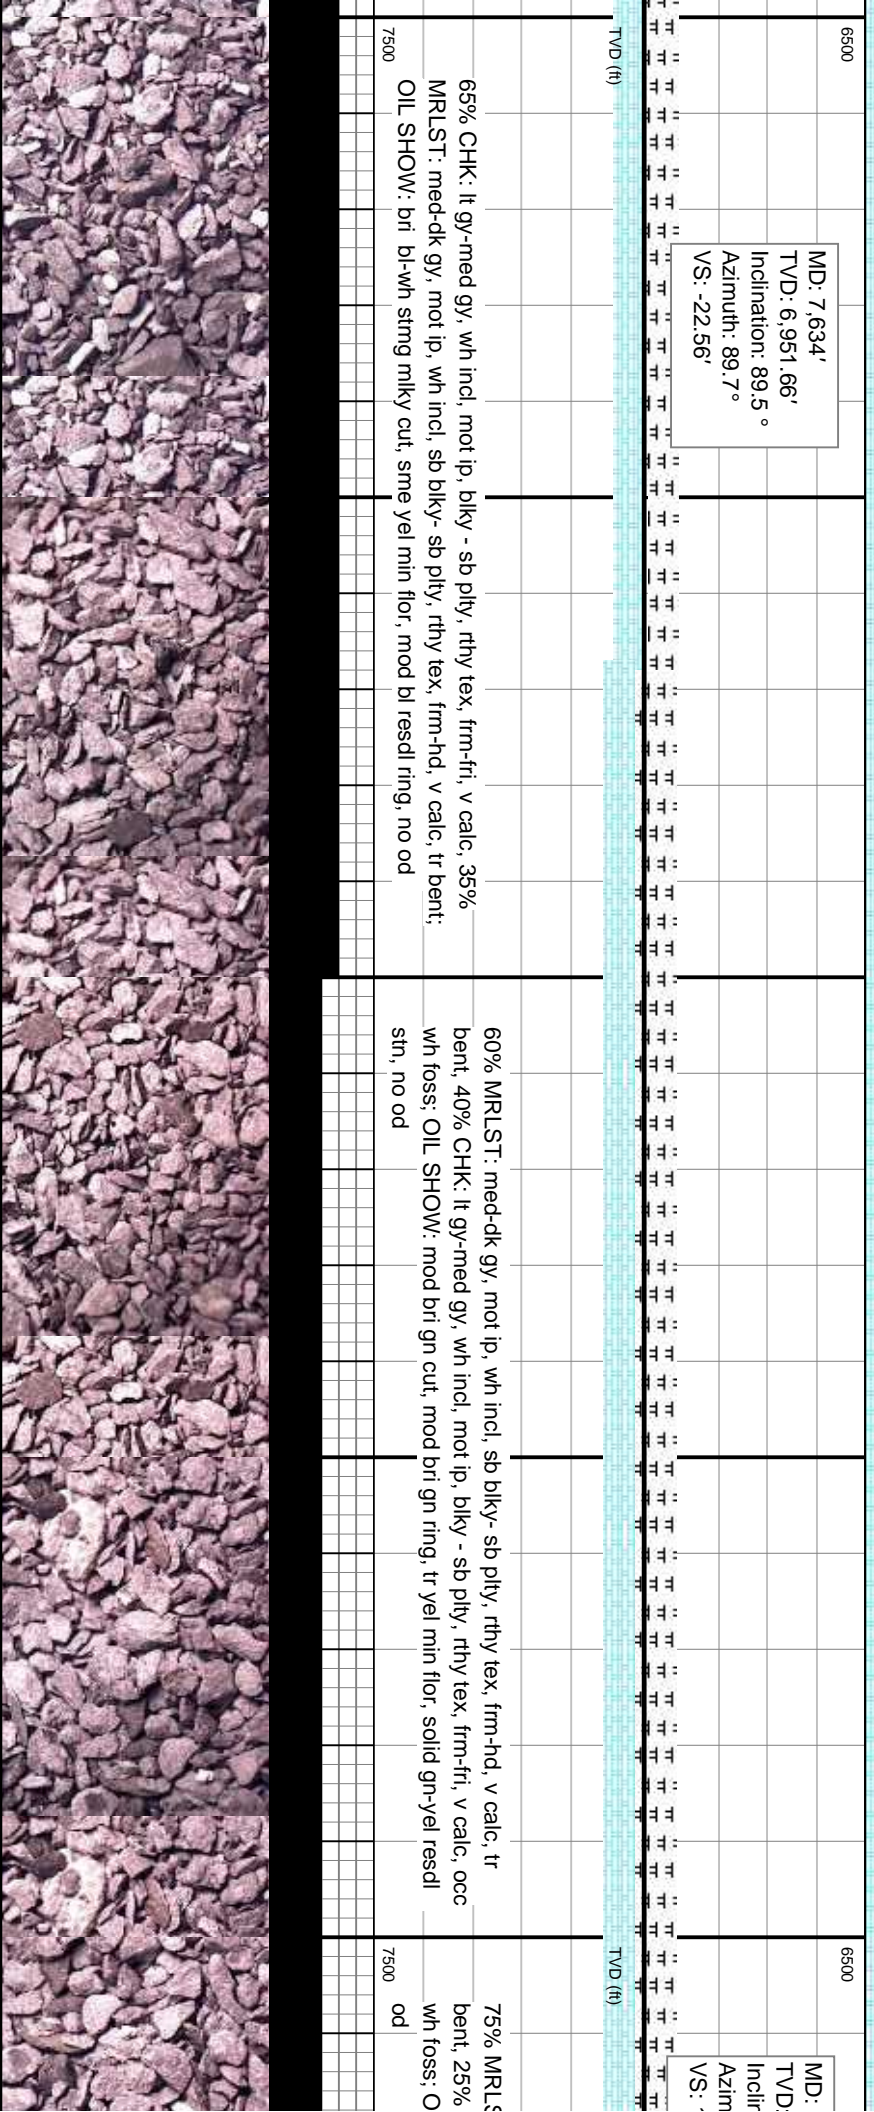 6500
TVD (ft)
7500
MD: 7,634'
TVD: 6,951.66'
Inclination: 89.5 °
Azimuth: 89.7°
VS: -22.56'
65% CHK: lt gy-med gy, wh incl, mot ip, blky - sb plty, rthy tex, frm-fri, v calc, 35%
MRLST: med-dk gy, mot ip, wh incl, sb blky- sb plty, rthy tex, frm-hd, v calc, tr bent;
OIL SHOW: bri bl-wh stmg mlky cut, sme yel min flor, mod bl resdl ring, no od
60% MRLST: med-dk gy, mot ip, wh incl, sb blky- sb plty, rthy tex, frm-hd, v calc, tr
bent, 40% CHK: lt gy-med gy, wh incl, mot ip, blky - sb plty, rthy tex, frm-fri, v calc, occ
wh foss; OIL SHOW: mod bri gn cut, mod bri gn ring, tr yel min flor, solid gn-yel resdl
stn, no od
6500
TVD (ft)
7500
MD:
TVD:
Inclin
Azim
VS:
75% MRLS
bent, 25%
wh foss; O
od